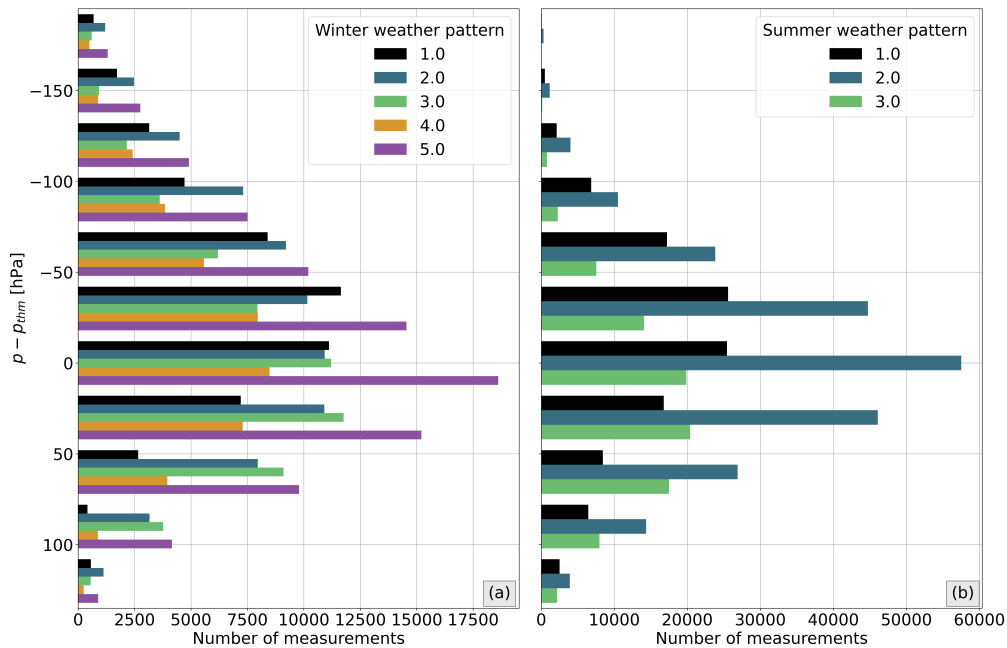 Winter weather pattern
1.0
2.0
3.0
4.0
5.0
Summer weather pattern
1.0
2.0
3.0
−150
−100
−50
0
50
100
p − p_thm [hPa]
(a)
(b)
0 2500 5000 7500 10000 12500 15000 17500
0 10000 20000 30000 40000 50000 60000
Number of measurements
Number of measurements